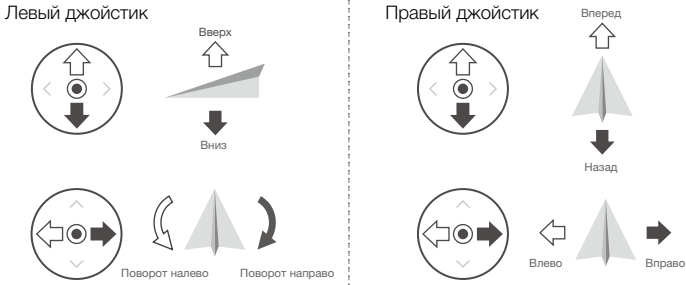 Левый джойстик
Вверх
Вниз
Поворот налево
Поворот направо
Правый джойстик
Вперед
Назад
Влево
Вправо